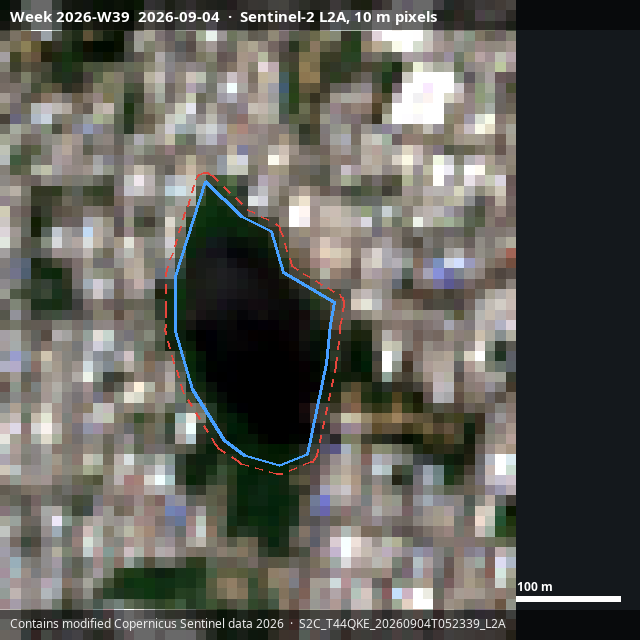 Week 2026-W39  2026-09-04  ·  Sentinel-2 L2A, 10 m pixels
100 m
Contains modified Copernicus Sentinel data 2026  ·  S2C_T44QKE_20260904T052339_L2A